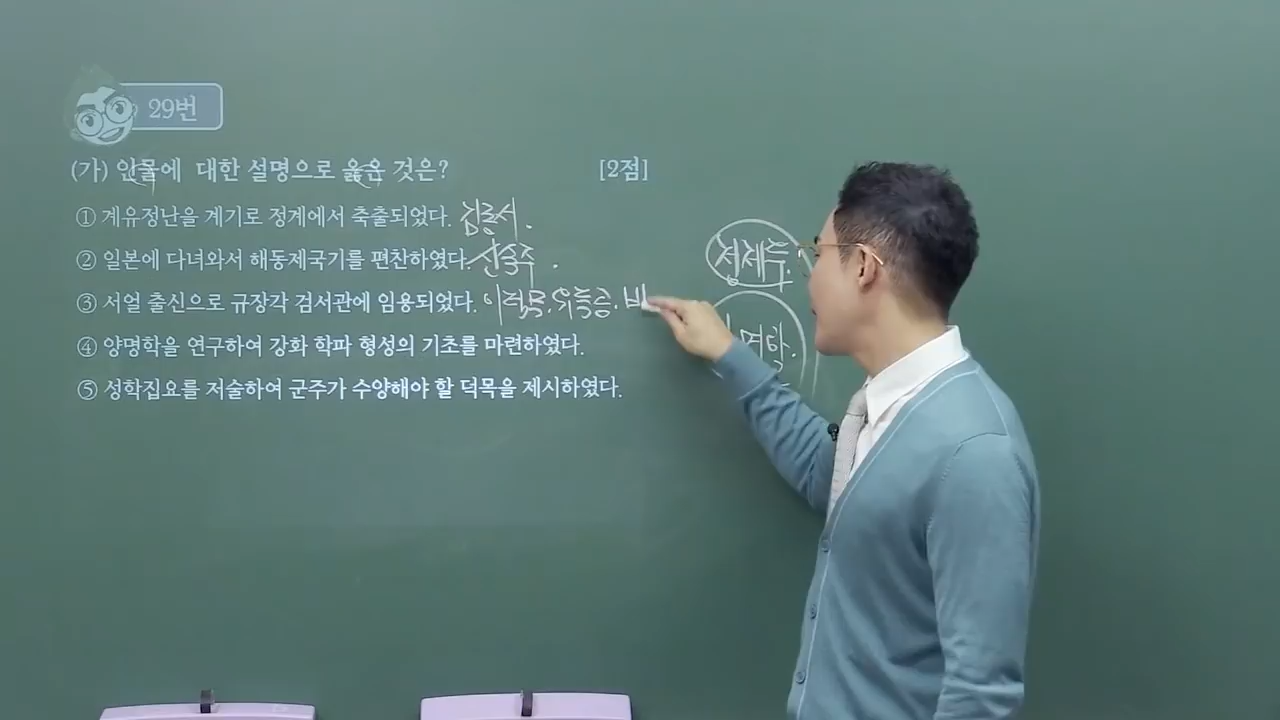 29번
(가) 인물에 대한 설명으로 옳은 것은? [2점]
① 계유정난을 계기로 정계에서 축출되었다. 김종서.
② 일본에 다녀와서 해동제국기를 편찬하였다. 신숙주.
③ 서얼 출신으로 규장각 검서관에 임용되었다. 이덕무. 유득공.
④ 양명학을 연구하여 강화 학파 형성의 기초를 마련하였다.
⑤ 성학집요를 저술하여 군주가 수양해야 할 덕목을 제시하였다.
정제두.